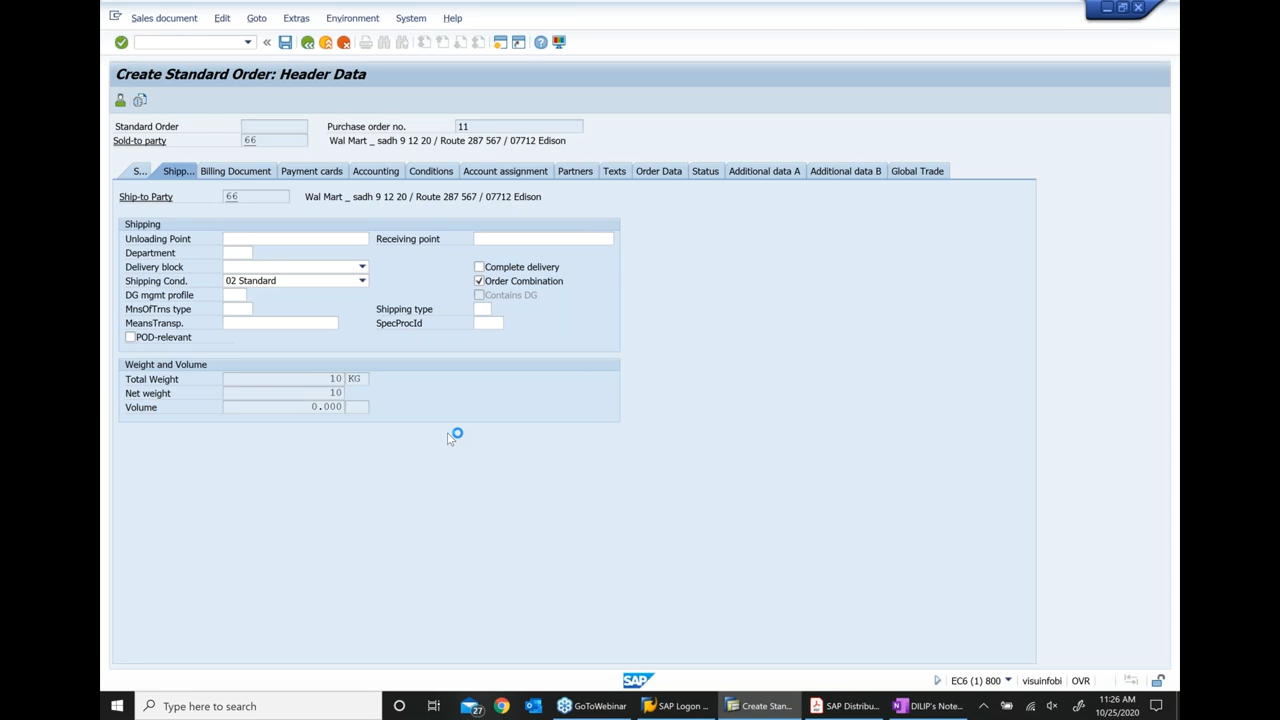 Sales document Edit Goto Extras Environment System Help
Create Standard Order: Header Data
Standard Order Purchase order no. 11
Sold-to party 66 Wal Mart _ sadh 9 12 20 / Route 287 567 / 07712 Edison
S... Shipp... Billing Document Payment cards Accounting Conditions Account assignment Partners Texts Order Data Status Additional data A Additional data B Global Trade
Ship-to Party 66 Wal Mart _ sadh 9 12 20 / Route 287 567 / 07712 Edison
Shipping
Unloading Point Receiving point
Department
Delivery block Complete delivery
Shipping Cond. 02 Standard Order Combination
DG mgmt profile Contains DG
MnsOfTrns type Shipping type
MeansTransp. SpecProcId
POD-relevant
Weight and Volume
Total Weight 10 KG
Net weight 10
Volume 0.000
SAP EC6 (1) 800 visuinfobi OVR
Type here to search 27 GoToWebinar SAP Logon ... Create Stan... SAP Distribu... DILIP's Note... 11:26 AM
10/25/2020